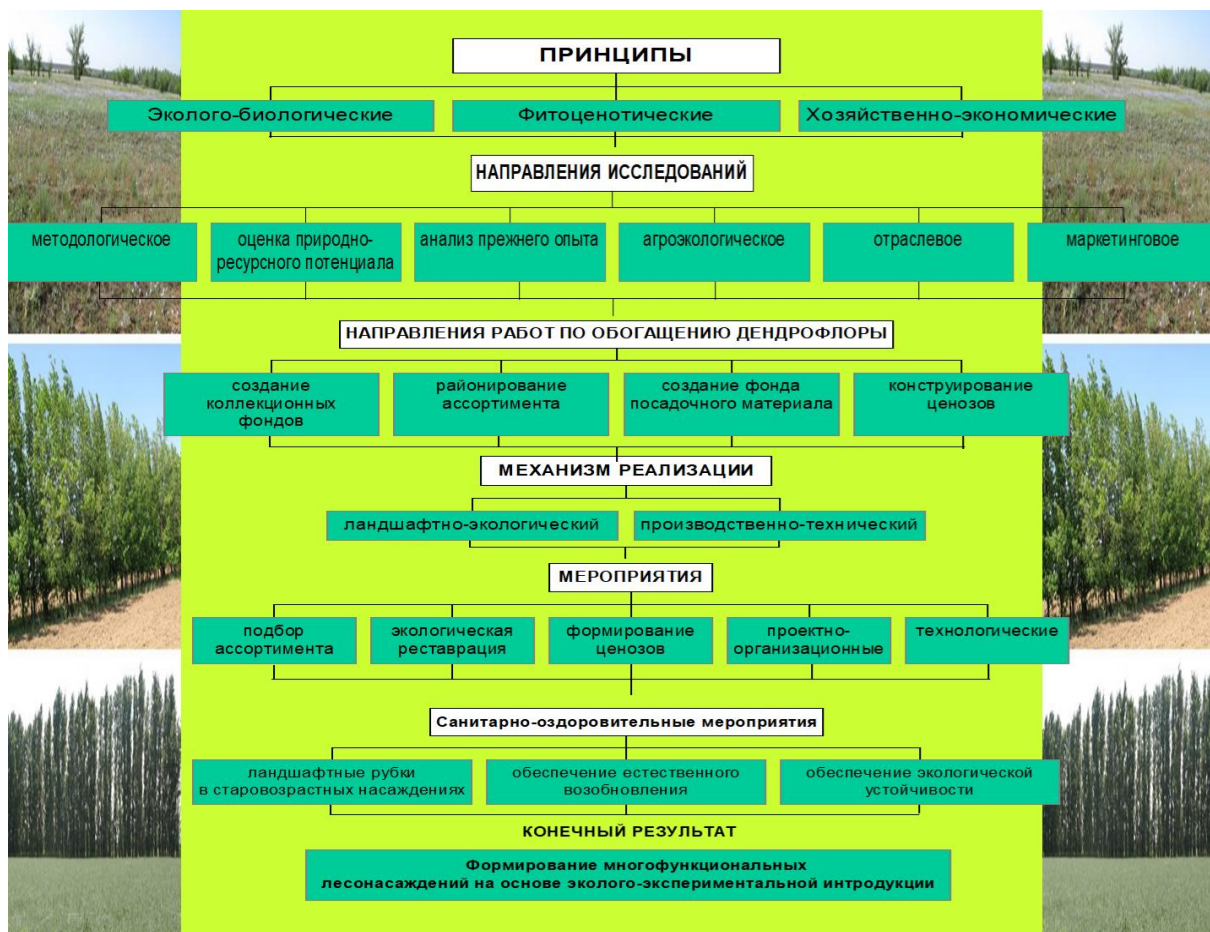 ПРИНЦИПЫ
Эколого-биологические
Фитоценотические
Хозяйственно-экономические
НАПРАВЛЕНИЯ ИССЛЕДОВАНИЙ
методологическое
оценка природно-
ресурсного потенциала
анализ прежнего опыта
агроэкологическое
отраслевое
маркетинговое
НАПРАВЛЕНИЯ РАБОТ ПО ОБОГАЩЕНИЮ ДЕНДРОФЛОРЫ
создание
коллекционных
фондов
районирование
ассортимента
создание фонда
посадочного материала
конструирование
ценозов
МЕХАНИЗМ РЕАЛИЗАЦИИ
ландшафтно-экологический
производственно-технический
МЕРОПРИЯТИЯ
подбор
ассортимента
экологическая
реставрация
формирование
ценозов
проектно-
организационные
технологические
Санитарно-оздоровительные мероприятия
ландшафтные рубки
в старовозрастных насаждениях
обеспечение естественного
возобновления
обеспечение экологической
устойчивости
КОНЕЧНЫЙ РЕЗУЛЬТАТ
Формирование многофункциональных
лесонасаждений на основе эколого-экспериментальной интродукции